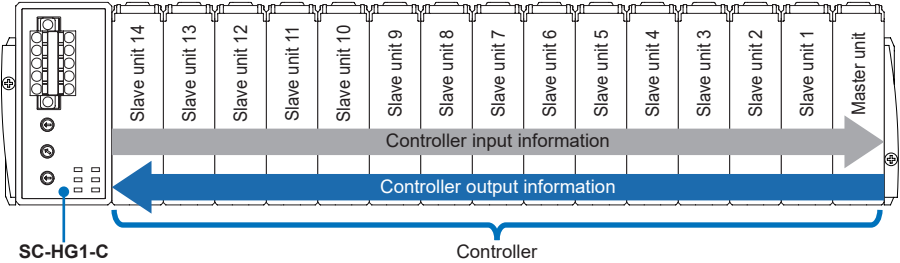 Slave unit 14
Slave unit 13
Slave unit 12
Slave unit 11
Slave unit 10
Slave unit 9
Slave unit 8
Slave unit 7
Slave unit 6
Slave unit 5
Slave unit 4
Slave unit 3
Slave unit 2
Slave unit 1
Master unit
Controller input information
Controller output information
SC-HG1-C
Controller